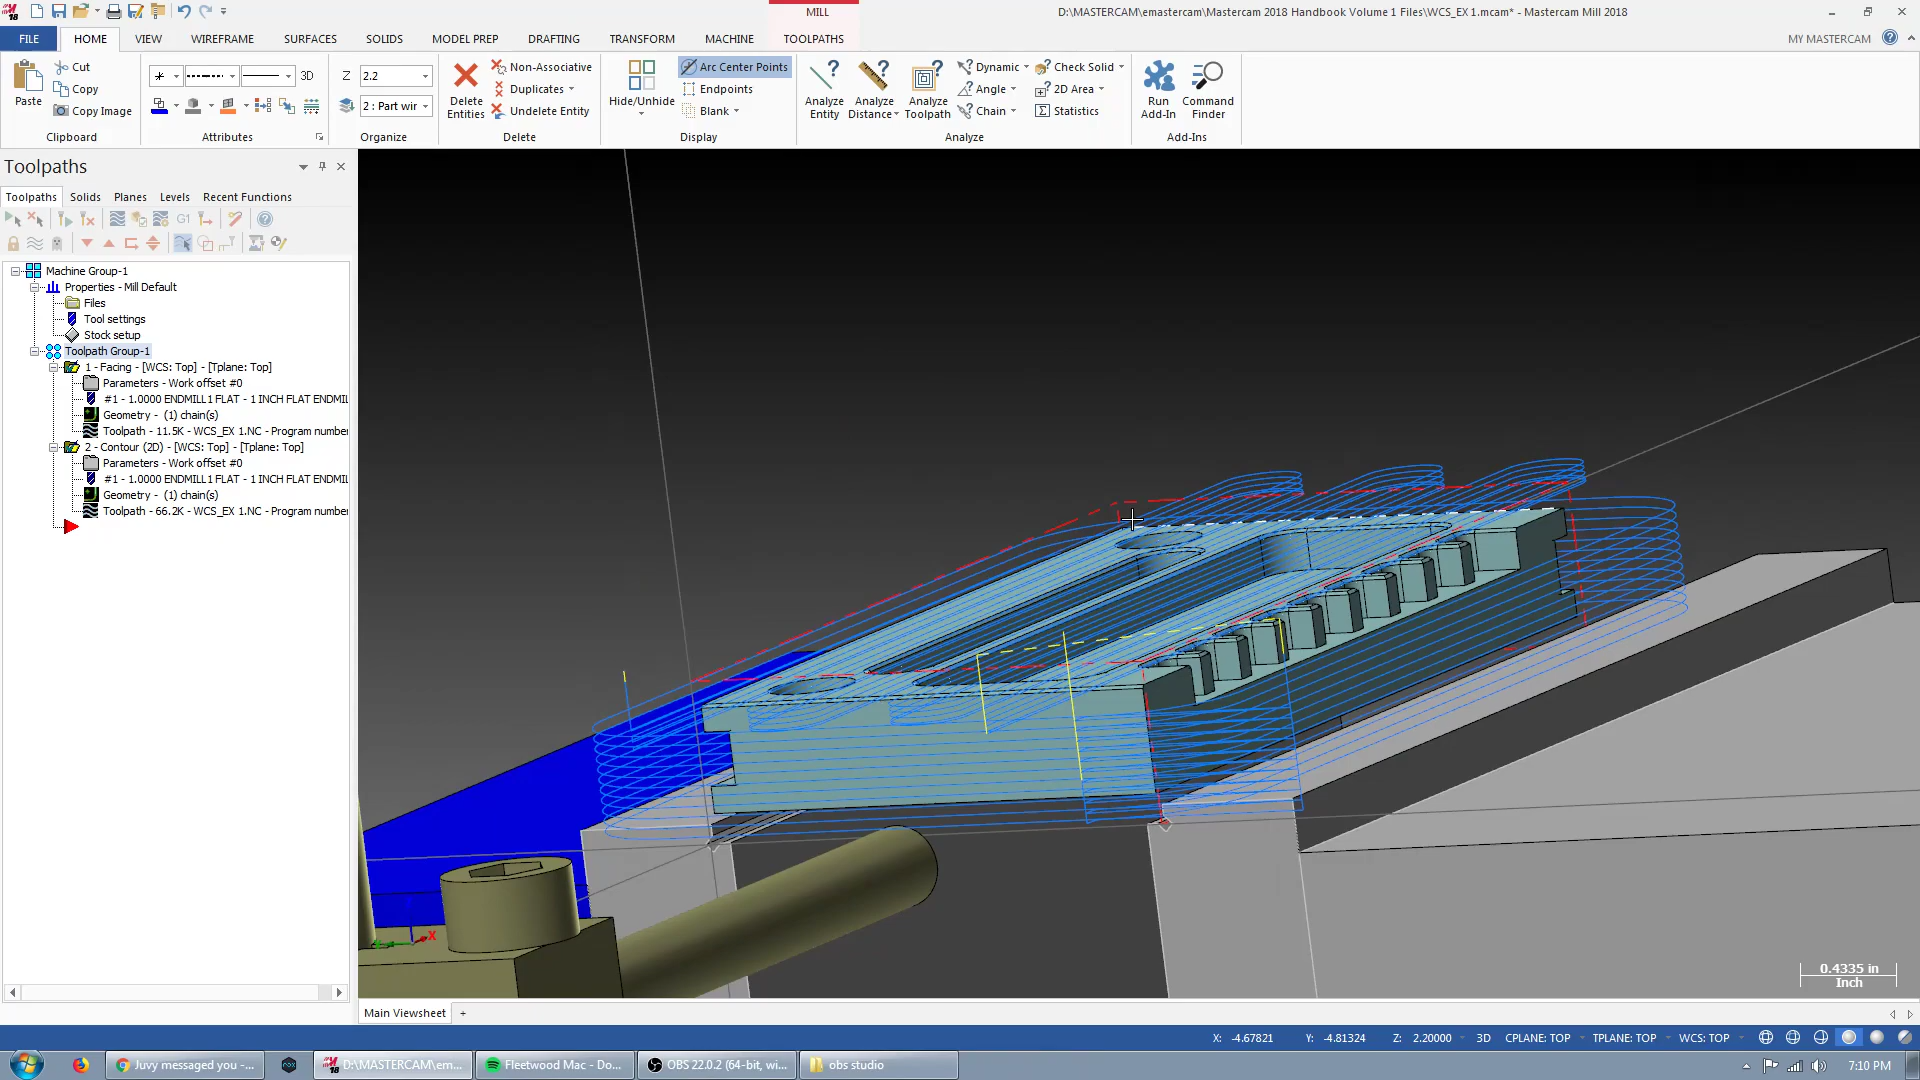 MILL
D:\MASTERCAM\emastercam\Mastercam 2018 Handbook Volume 1 Files\WCS_EX 1.mcam* - Mastercam Mill 2018
FILE HOME VIEW WIREFRAME SURFACES SOLIDS MODEL PREP DRAFTING TRANSFORM MACHINE TOOLPATHS MY MASTERCAM
Paste
Cut
Copy
Copy Image
Clipboard
3D
Attributes
Z 2.2
2 : Part wir
Organize
Delete Entities
Non-Associative
Duplicates
Undelete Entity
Delete
Hide/Unhide
Arc Center Points
Endpoints
Blank
Display
Analyze Entity
Analyze Distance
Analyze Toolpath
Dynamic
Angle
Chain
Check Solid
2D Area
Statistics
Analyze
Run Add-In
Command Finder
Add-Ins
Toolpaths
Toolpaths Solids Planes Levels Recent Functions
G1
Machine Group-1
Properties - Mill Default
Files
Tool settings
Stock setup
Toolpath Group-1
1 - Facing - [WCS: Top] - [Tplane: Top]
Parameters - Work offset #0
#1 - 1.0000 ENDMILL1 FLAT - 1 INCH FLAT ENDMIL
Geometry - (1) chain(s)
Toolpath - 11.5K - WCS_EX 1.NC - Program number
2 - Contour (2D) - [WCS: Top] - [Tplane: Top]
Parameters - Work offset #0
#1 - 1.0000 ENDMILL1 FLAT - 1 INCH FLAT ENDMIL
Geometry - (1) chain(s)
Toolpath - 66.2K - WCS_EX 1.NC - Program number
X
0.4335 in
Inch
Main Viewsheet +
X: -4.67821 Y: -4.81324 Z: 2.20000 3D CPLANE: TOP TPLANE: TOP WCS: TOP
Juvy messaged you -... D:\MASTERCAM\em... Fleetwood Mac - Do... OBS 22.0.2 (64-bit, wi... obs studio 7:10 PM